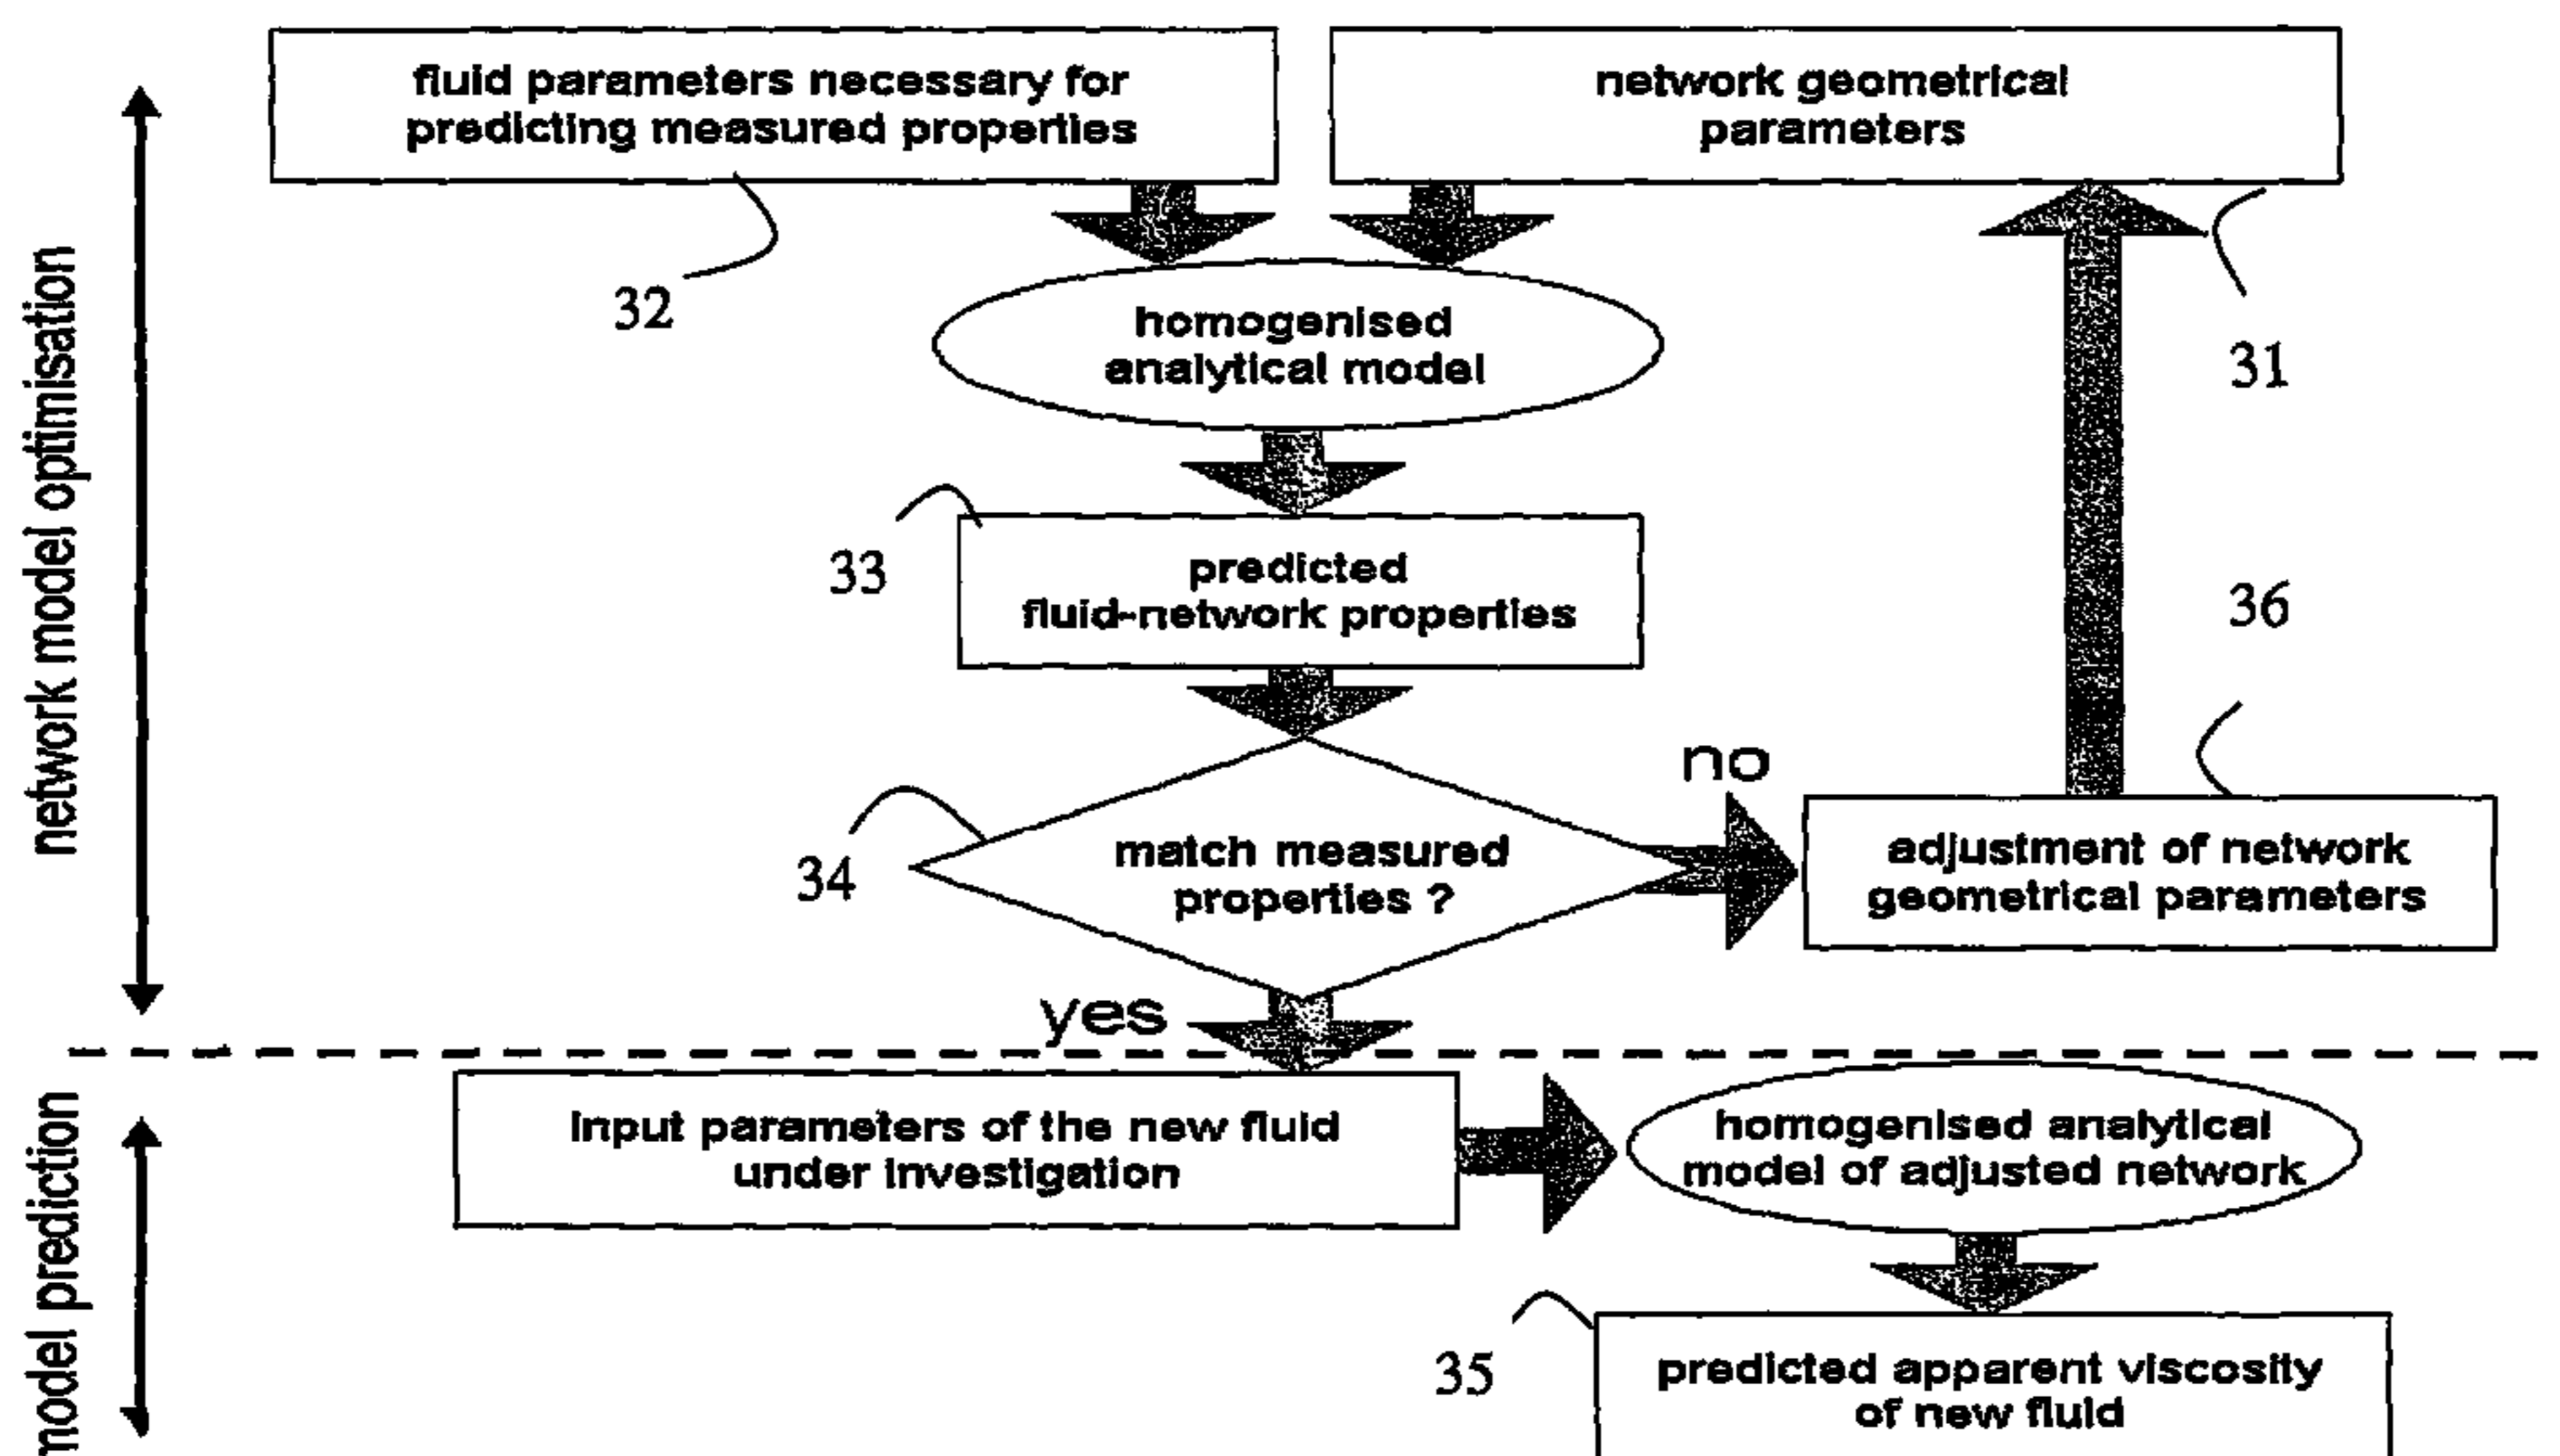 fluid parameters necessary for
predicting measured properties
network geometrical
parameters
32
homogenised
analytical model
31
33
predicted
fluid-network properties
36
no
34
match measured
properties ?
adjustment of network
geometrical parameters
yes
network model optimisation
input parameters of the new fluid
under investigation
homogenised analytical
model of adjusted network
35
predicted apparent viscosity
of new fluid
model prediction